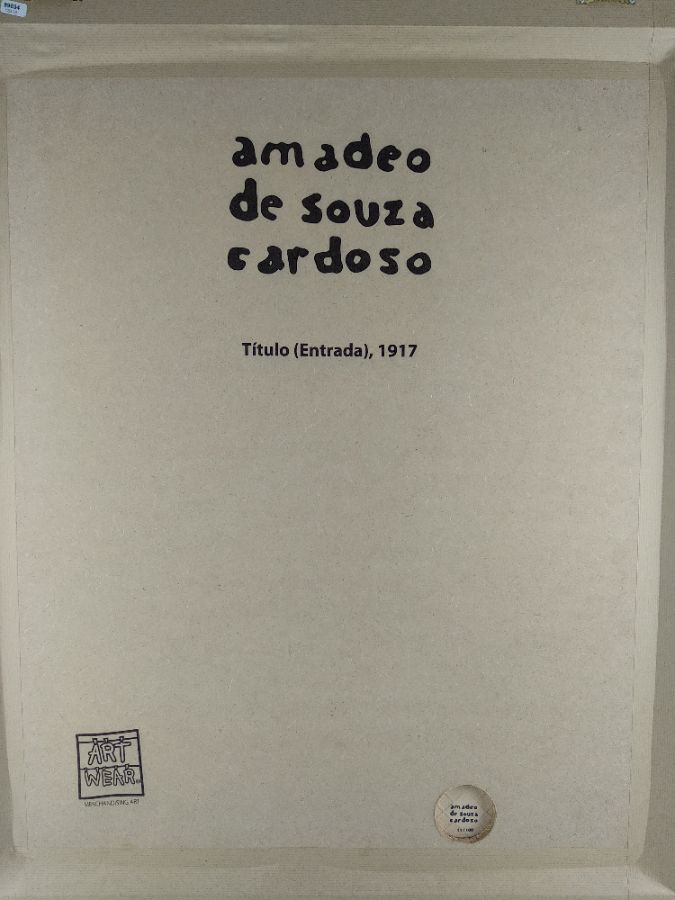 amadeo
de souza
cardoso
Título (Entrada), 1917
ART
WEAR
MERCHANDISING ART
amadeo
de souza
cardoso